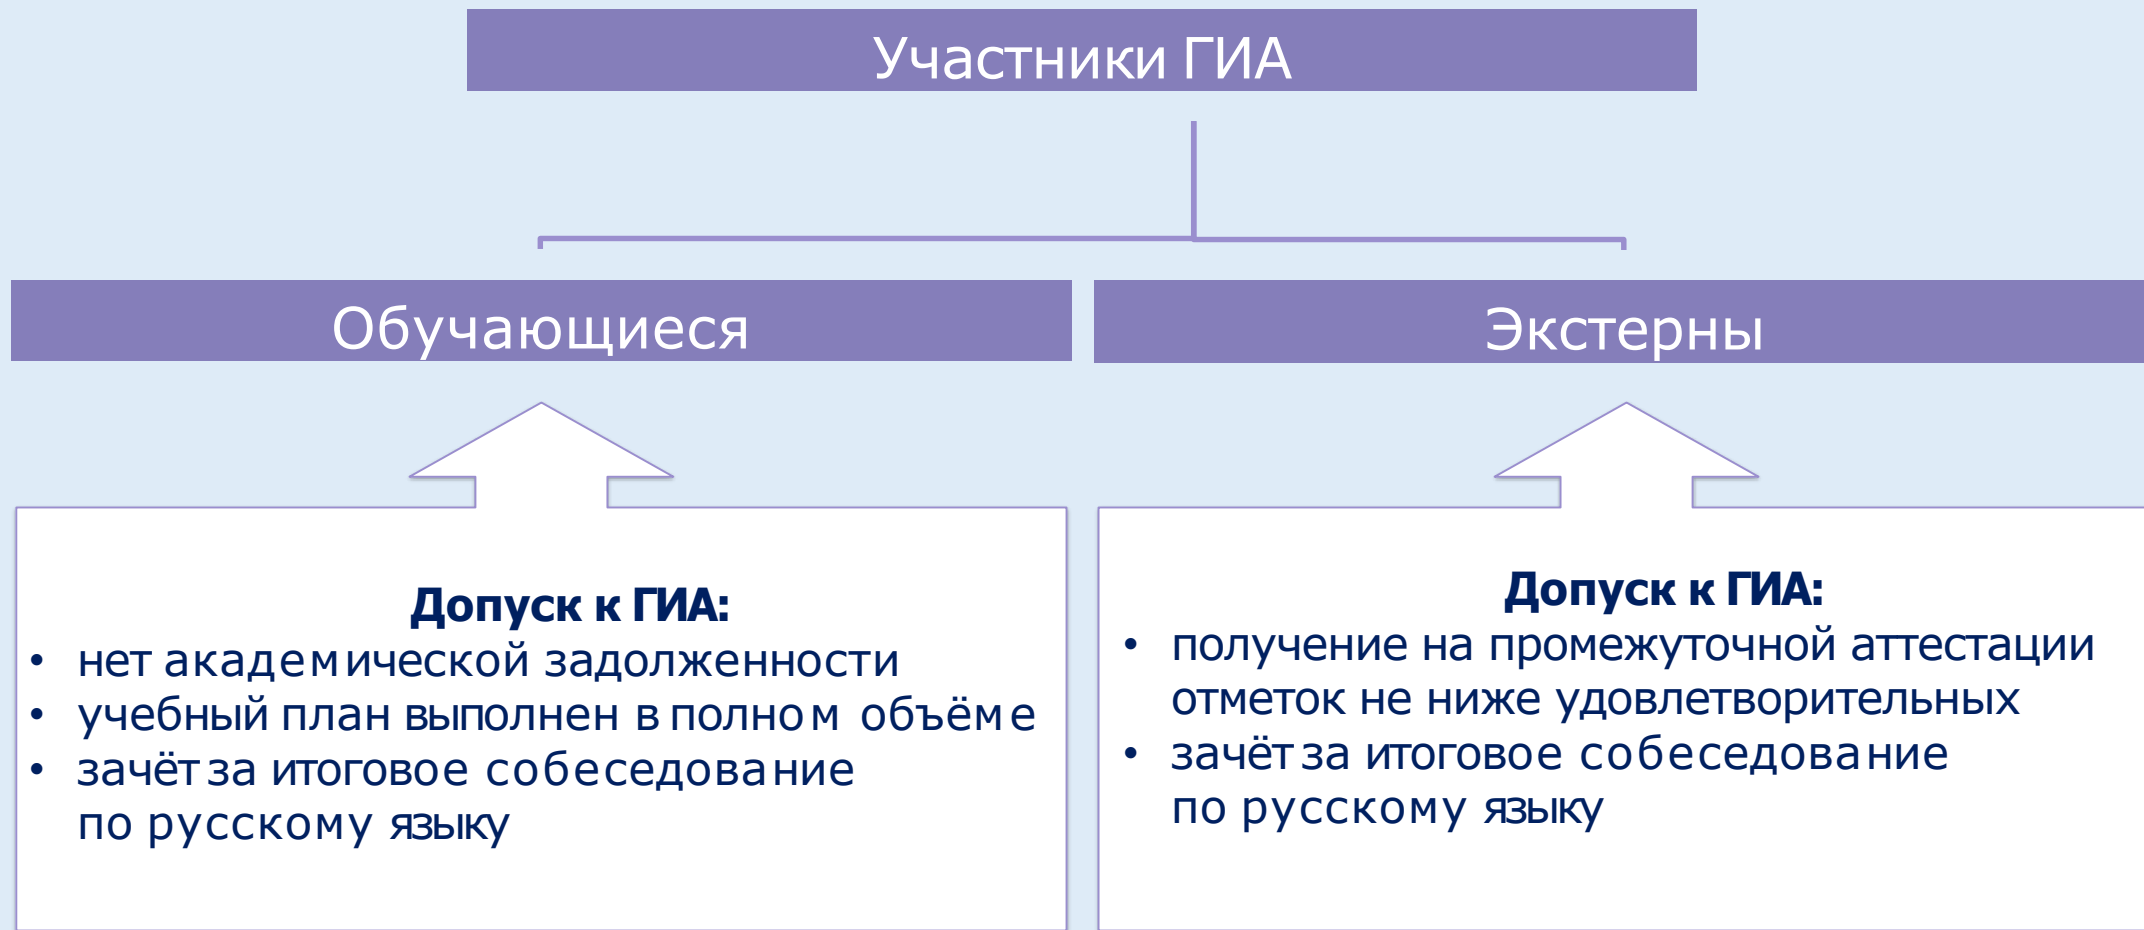 Участники ГИА
Обучающиеся
Экстерны
Допуск к ГИА:
• нет академической задолженности
• учебный план выполнен в полном объёме
• зачёт за итоговое собеседование
по русскому языку
Допуск к ГИА:
• получение на промежуточной аттестации
отметок не ниже удовлетворительных
• зачёт за итоговое собеседование
по русскому языку